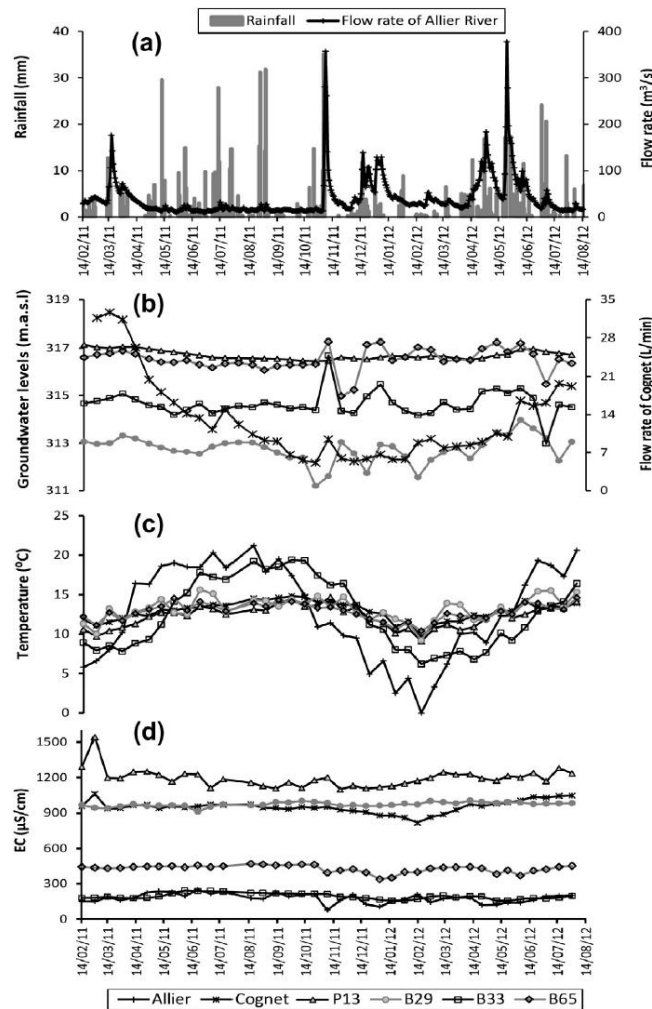 Rainfall Flow rate of Allier River
(a)
Rainfall (mm)
40
30
20
10
0
Flow rate (m³/s)
400
300
200
100
0
14/02/11 14/03/11 14/04/11 14/05/11 14/06/11 14/07/11 14/08/11 14/09/11 14/10/11 14/11/11 14/12/11 14/01/12 14/02/12 14/03/12 14/04/12 14/05/12 14/06/12 14/07/12 14/08/12
(b)
Groundwater levels (m.a.s.l)
319
317
315
313
311
Flow rate of Cognet (L/min)
35
28
21
14
7
0
(c)
Temperature (⁰C)
25
20
15
10
5
0
(d)
EC (µS/cm)
1500
1200
900
600
300
0
14/02/11 14/03/11 14/04/11 14/05/11 14/06/11 14/07/11 14/08/11 14/09/11 14/10/11 14/11/11 14/12/11 14/01/12 14/02/12 14/03/12 14/04/12 14/05/12 14/06/12 14/07/12 14/08/12
Allier Cognet P13 B29 B33 B65